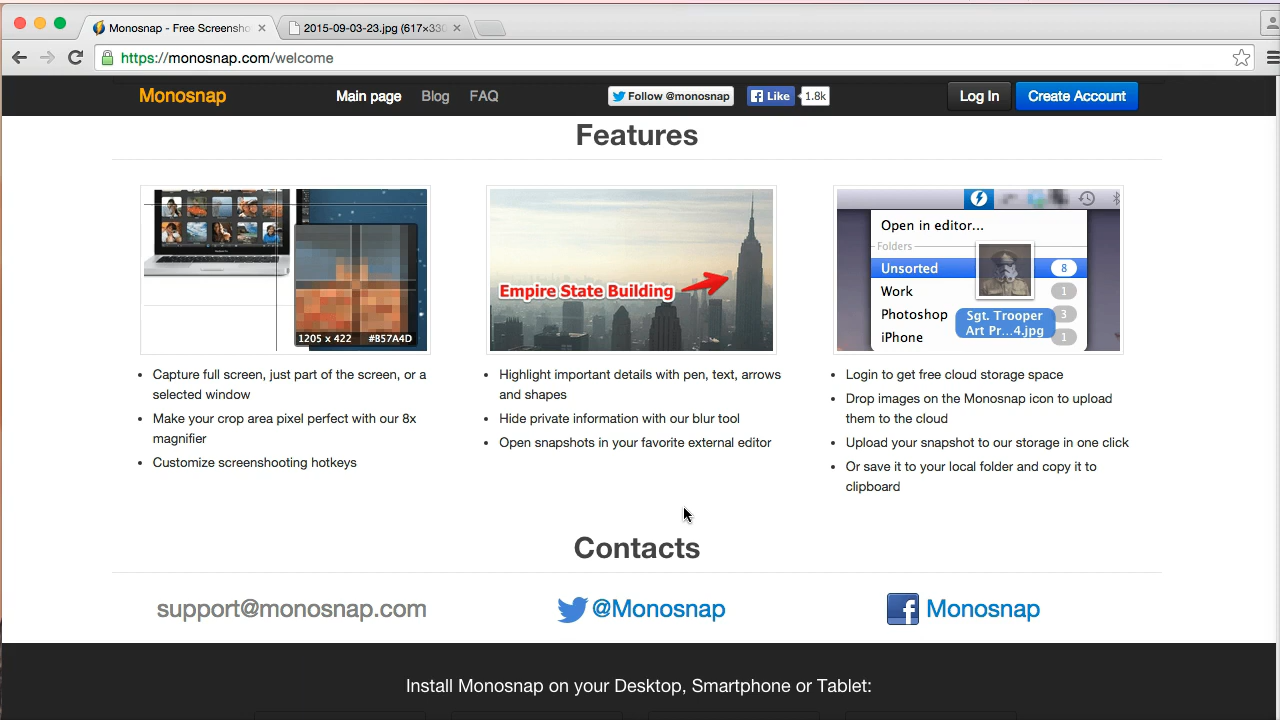 Monosnap - Free Screensho
2015-09-03-23.jpg (617×330
https://monosnap.com/welcome
Monosnap
Main page
Blog
FAQ
Follow @monosnap
Like
1.8k
Log In
Create Account
Features
1205 x 422 #B57A4D
Empire State Building
Open in editor...
Folders
Unsorted 8
Work 1
Photoshop 3
iPhone 1
Sgt. Trooper
Art Pr...4.jpg
• Capture full screen, just part of the screen, or a
selected window
• Make your crop area pixel perfect with our 8x
magnifier
• Customize screenshooting hotkeys
• Highlight important details with pen, text, arrows
and shapes
• Hide private information with our blur tool
• Open snapshots in your favorite external editor
• Login to get free cloud storage space
• Drop images on the Monosnap icon to upload
them to the cloud
• Upload your snapshot to our storage in one click
• Or save it to your local folder and copy it to
clipboard
Contacts
support@monosnap.com
@Monosnap
Monosnap
Install Monosnap on your Desktop, Smartphone or Tablet: